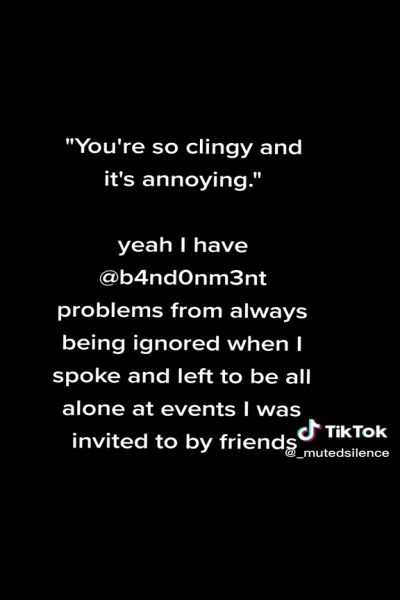 "You're so clingy and
it's annoying."
yeah I have
@b4nd0nm3nt
problems from always
being ignored when I
spoke and left to be all
alone at events I was
invited to by friends
TikTok
@_mutedsilence